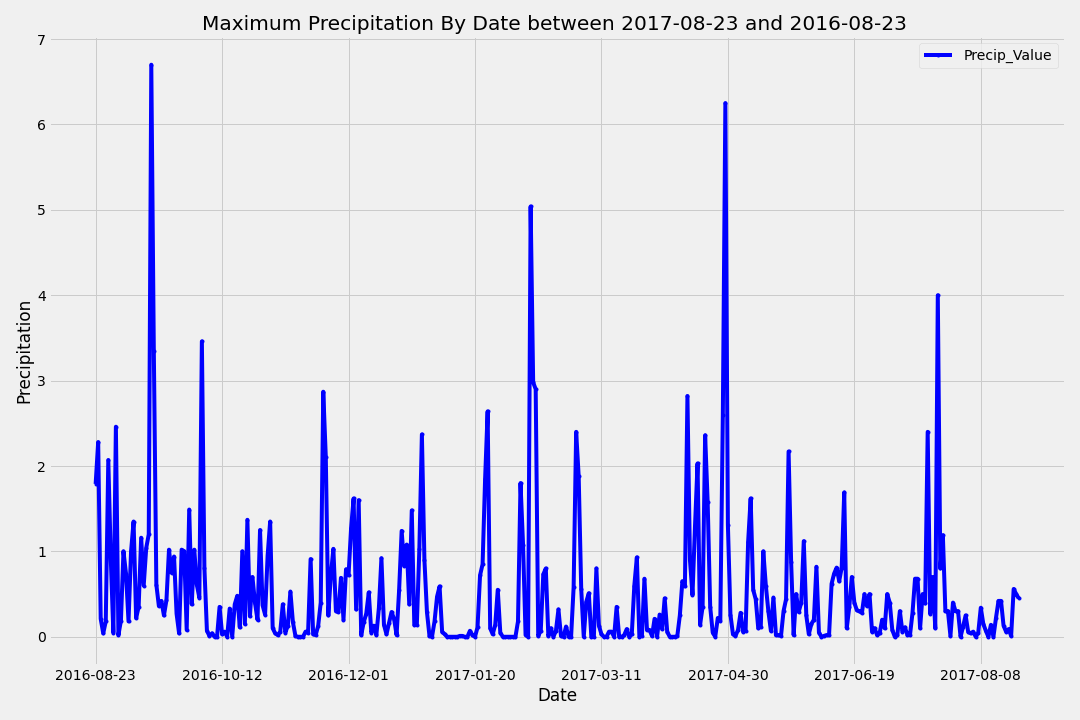 Maximum Precipitation By Date between 2017-08-23 and 2016-08-23
Precip_Value
7
6
5
4
3
2
1
0
Precipitation
2016-08-23 2016-10-12 2016-12-01 2017-01-20 2017-03-11 2017-04-30 2017-06-19 2017-08-08
Date